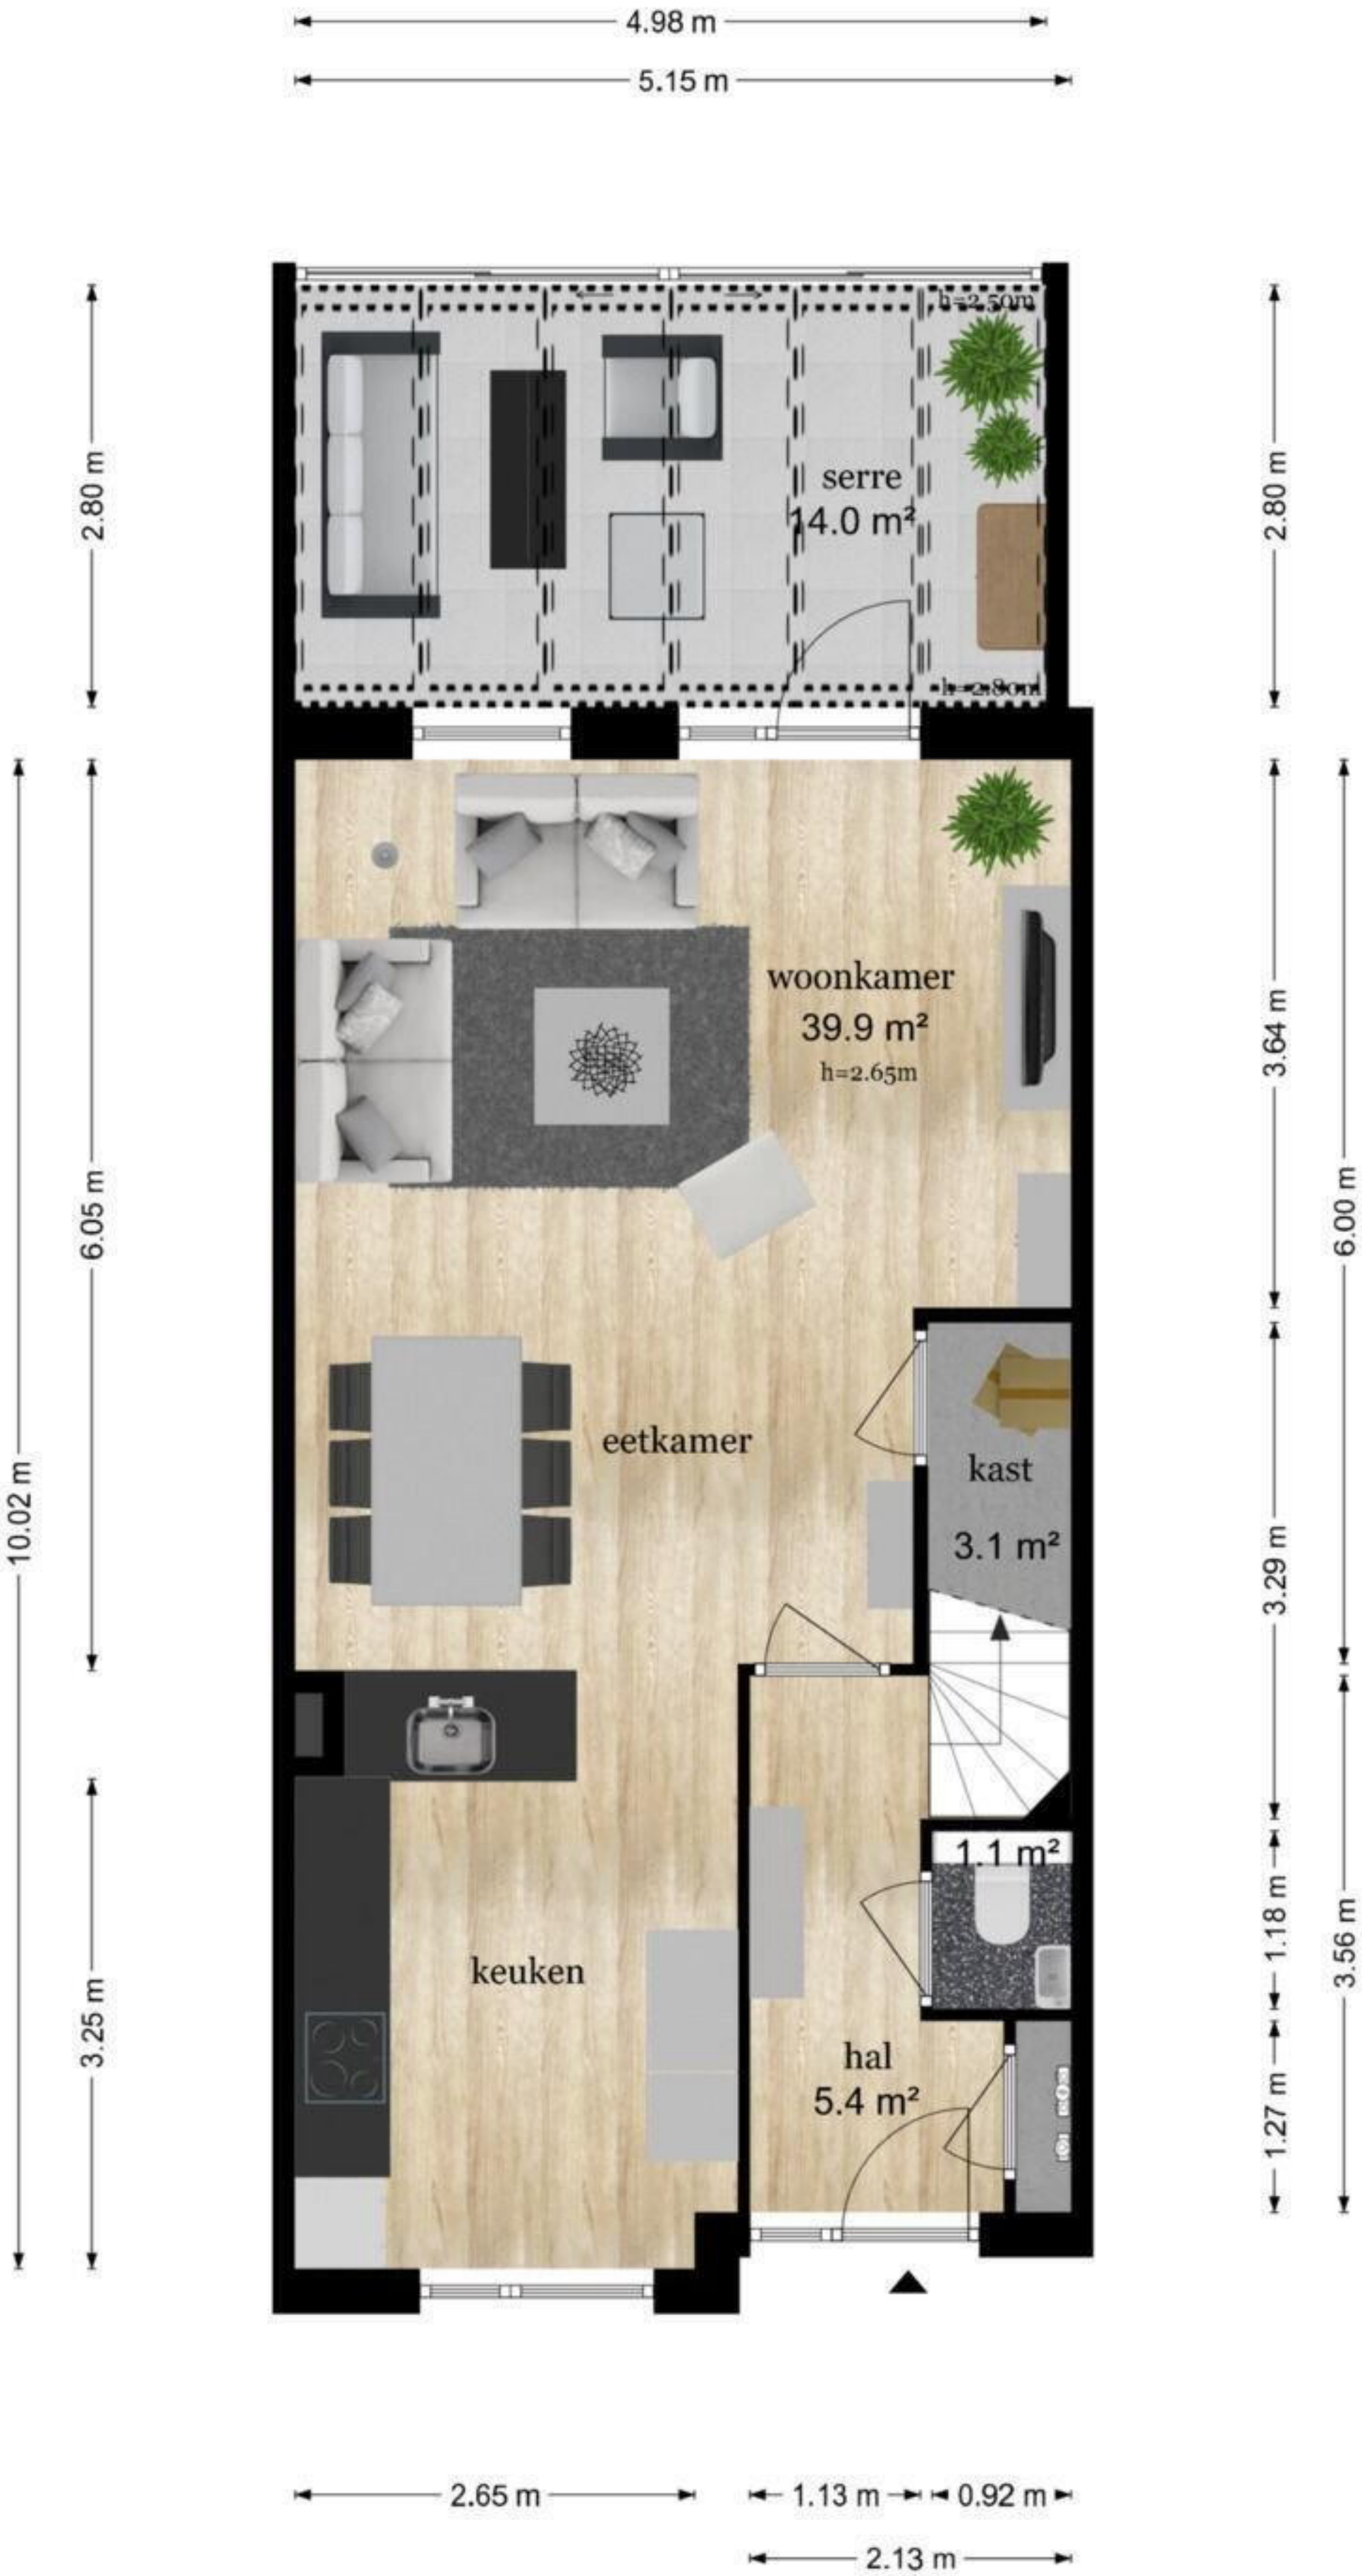 4.98 m
5.15 m
h=2.50m
2.80 m
2.80 m
serre
14.0 m²
h=2.80m
woonkamer
39.9 m²
h=2.65m
3.64 m
6.05 m
6.00 m
eetkamer
kast
3.1 m²
10.02 m
3.29 m
1.1 m²
1.18 m
keuken
3.56 m
3.25 m
hal
5.4 m²
1.27 m
2.65 m
1.13 m
0.92 m
2.13 m